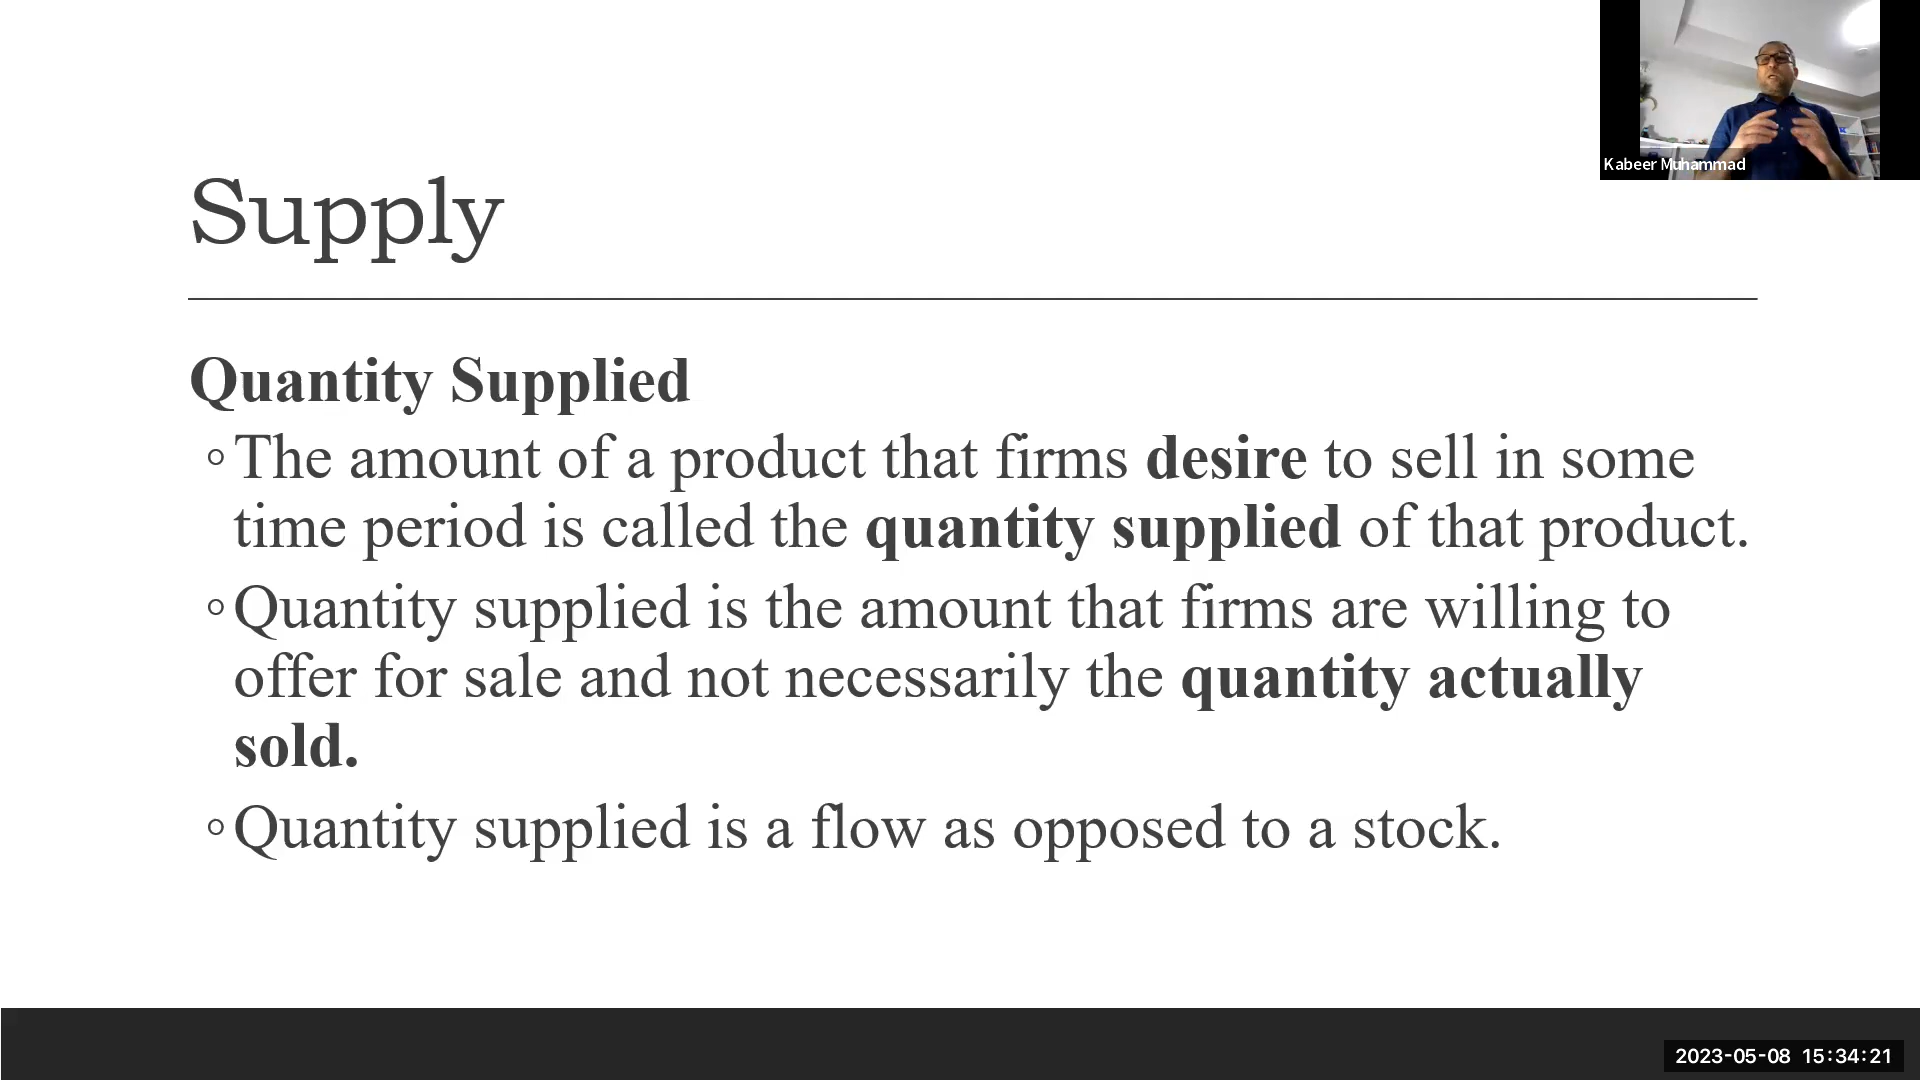 Kabeer Muhammad
Supply
Quantity Supplied
◦The amount of a product that firms desire to sell in some
time period is called the quantity supplied of that product.
◦Quantity supplied is the amount that firms are willing to
offer for sale and not necessarily the quantity actually
sold.
◦Quantity supplied is a flow as opposed to a stock.
2023-05-08 15:34:21